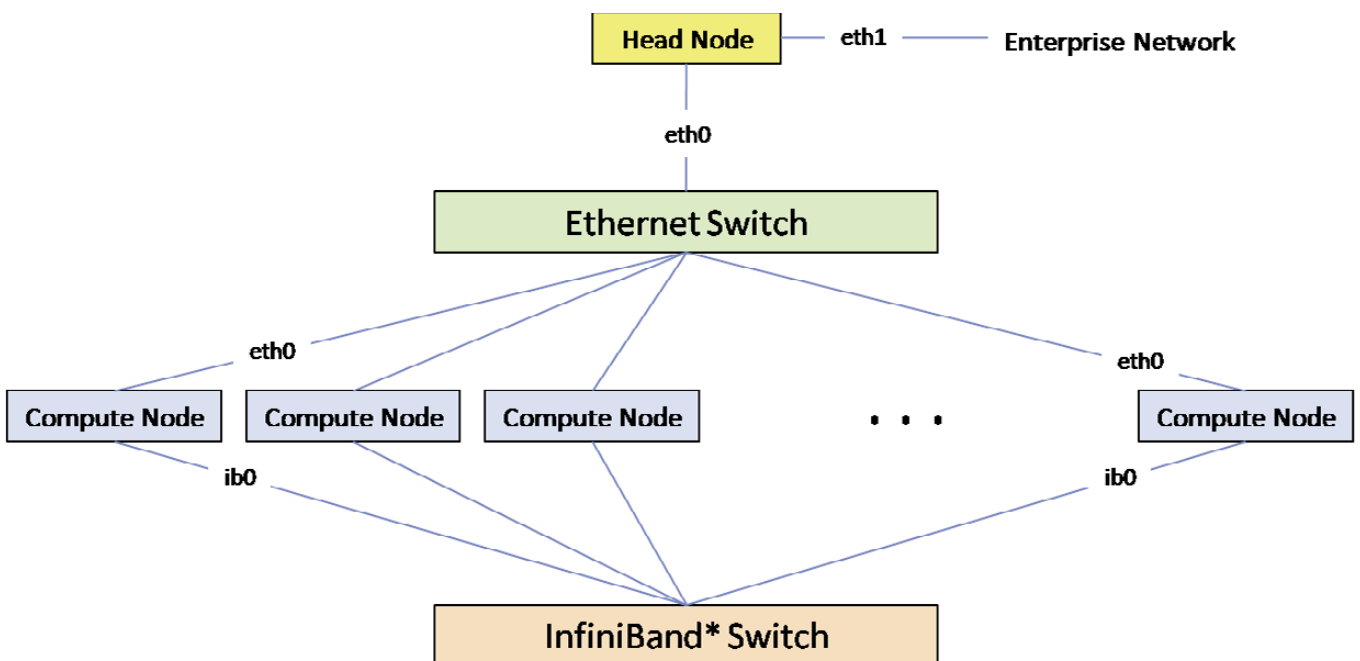 Head Node
eth1
Enterprise Network
eth0
Ethernet Switch
eth0
eth0
Compute Node
Compute Node
Compute Node
. . .
Compute Node
ib0
ib0
InfiniBand* Switch